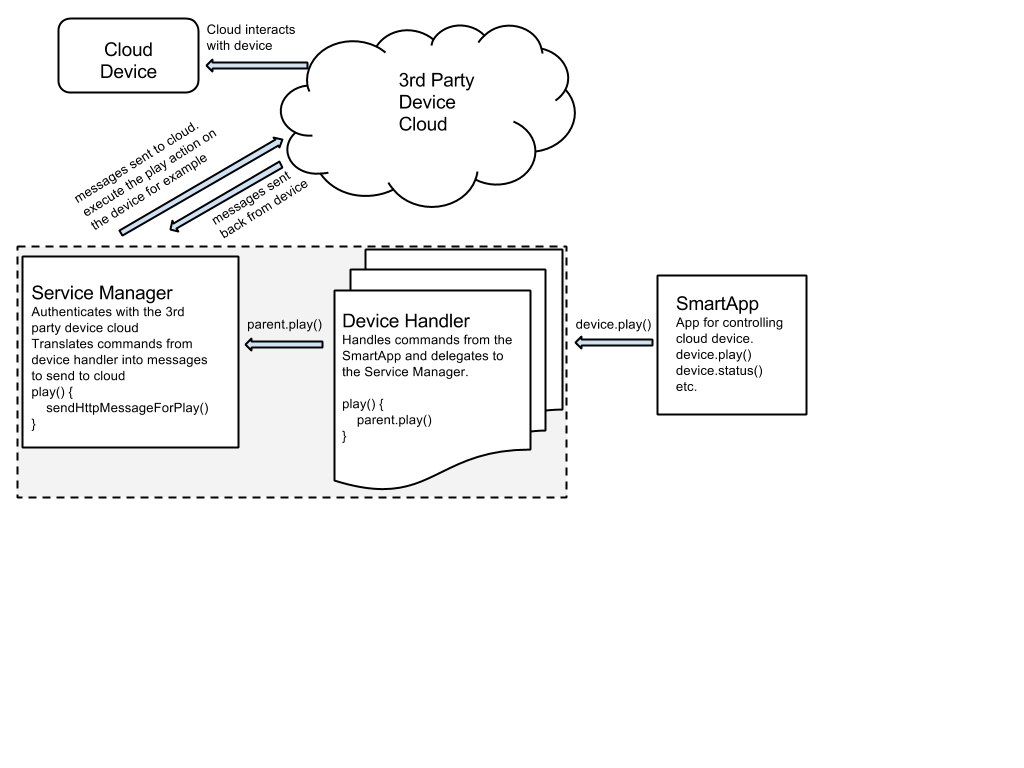 Cloud
Device
Cloud interacts
with device
3rd Party
Device
Cloud
messages sent to cloud.
execute the play action on
the device for example
messages sent
back from device
Service Manager
Authenticates with the 3rd
party device cloud
Translates commands from
device handler into messages
to send to cloud
play() {
sendHttpMessageForPlay()
}
parent.play()
Device Handler
Handles commands from the
SmartApp and delegates to
the Service Manager.
play() {
parent.play()
}
device.play()
SmartApp
App for controlling
cloud device.
device.play()
device.status()
etc.